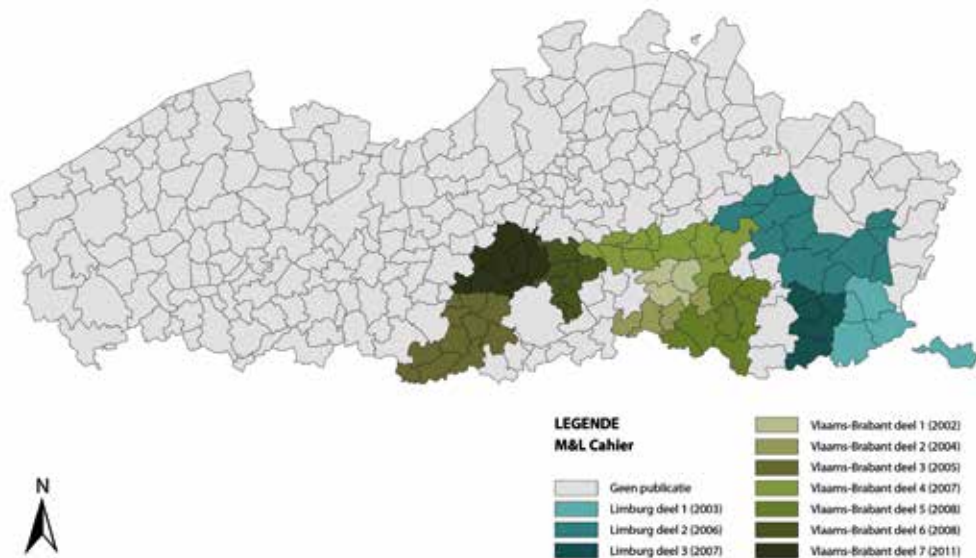 LEGENDE
M&L Cahier
Geen publicatie
Limburg deel 1 (2003)
Limburg deel 2 (2006)
Limburg deel 3 (2007)
Vlaams-Brabant deel 1 (2002)
Vlaams-Brabant deel 2 (2004)
Vlaams-Brabant deel 3 (2005)
Vlaams-Brabant deel 4 (2007)
Vlaams-Brabant deel 5 (2008)
Vlaams-Brabant deel 6 (2008)
Vlaams-Brabant deel 7 (2011)
N